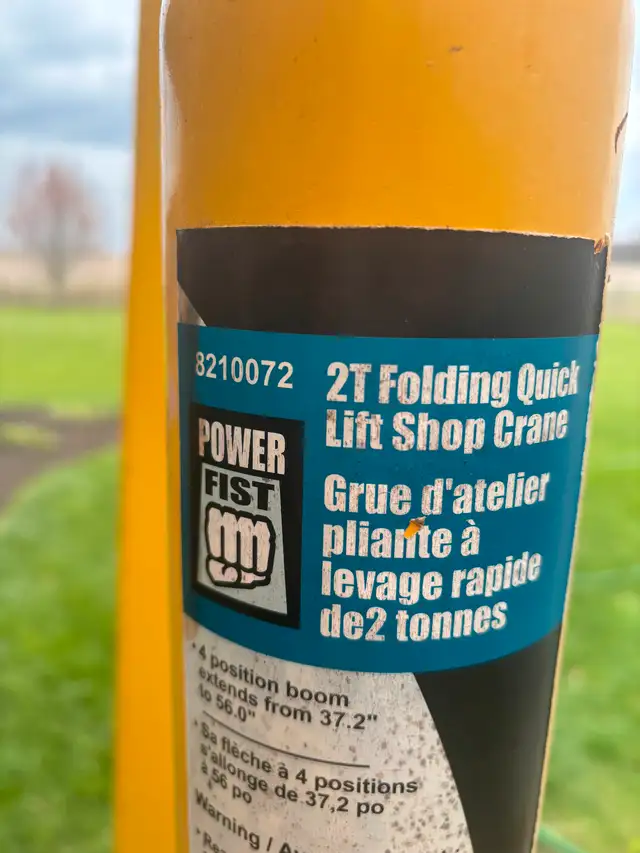 8210072
POWER
FIST
2T Folding Quick
Lift Shop Crane
Grue d'atelier
pliante à
levage rapide
de2 tonnes
• 4 position boom
extends from 37.2"
to 56.0"
• Sa flèche à 4 positions
s'allonge de 37,2 po
à 56 po
Warning /